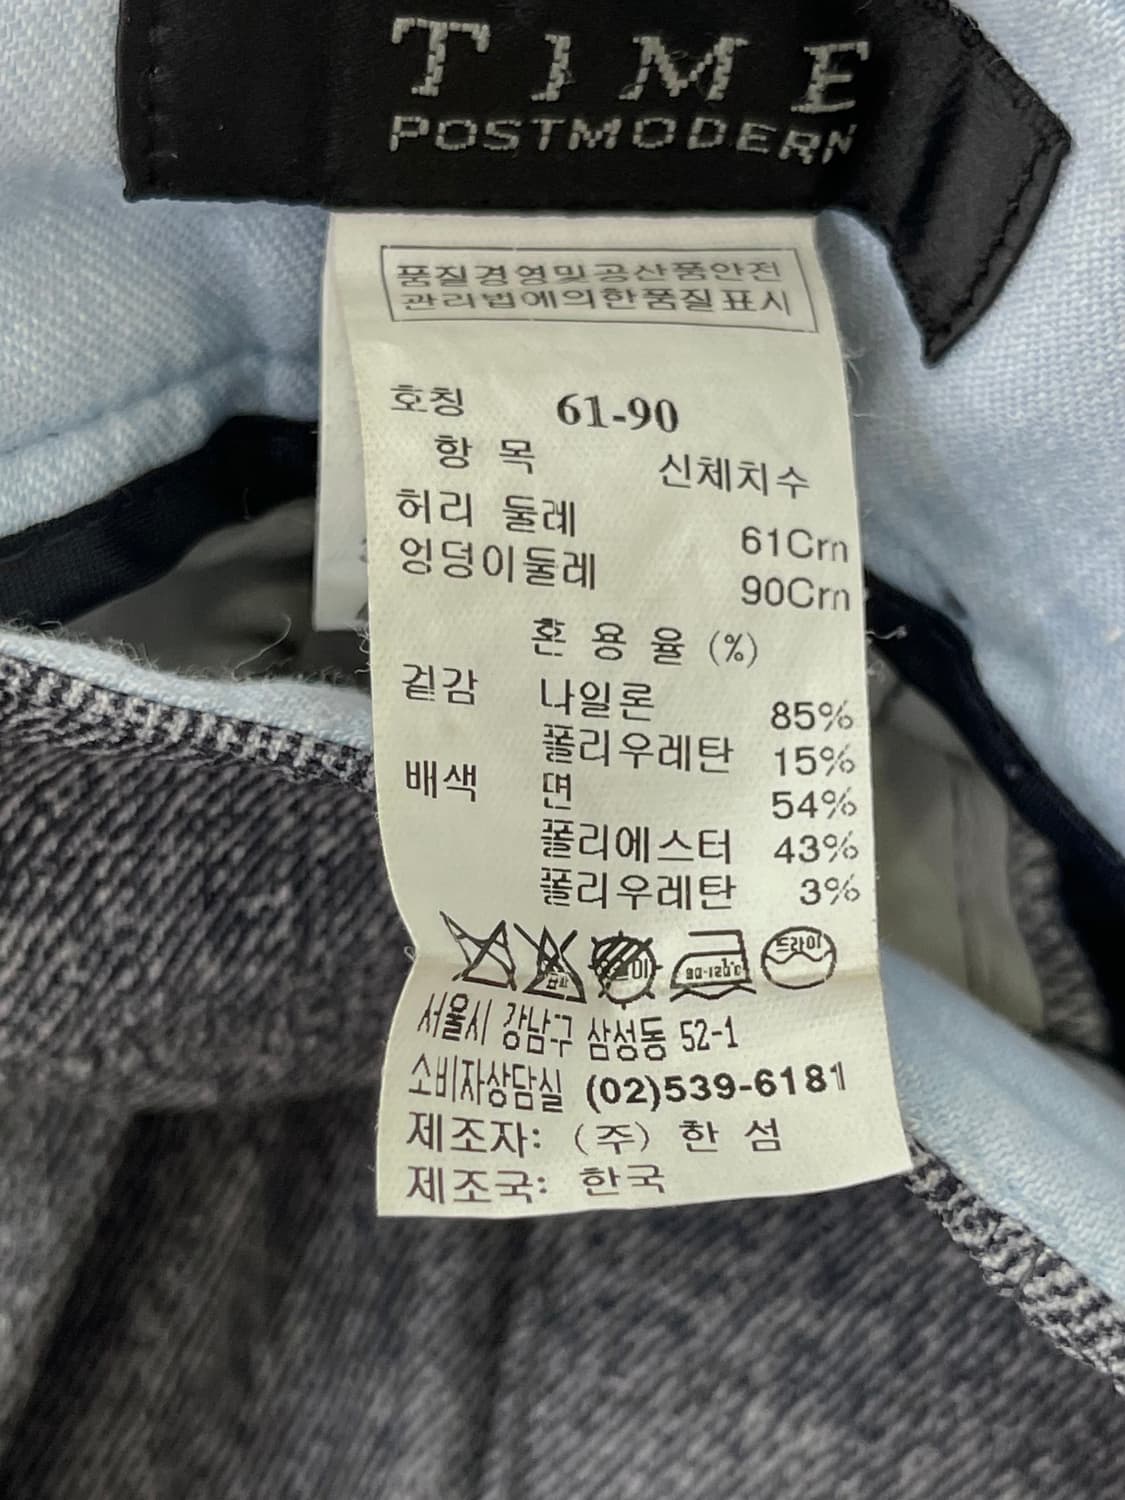 TIME
POSTMODERN
품질경영및공산품안전
관리법에의한품질표시
호칭 61-90
항 목 신체치수
허리 둘레 61Cm
엉덩이둘레 90Cm
혼 용 율 (%)
겉감 나일론 85%
폴리우레탄 15%
배색 면 54%
폴리에스터 43%
폴리우레탄 3%
드라이
서울시 강남구 삼성동 52-1
소비자상담실 (02)539-6181
제조자: (주) 한 섬
제조국: 한국